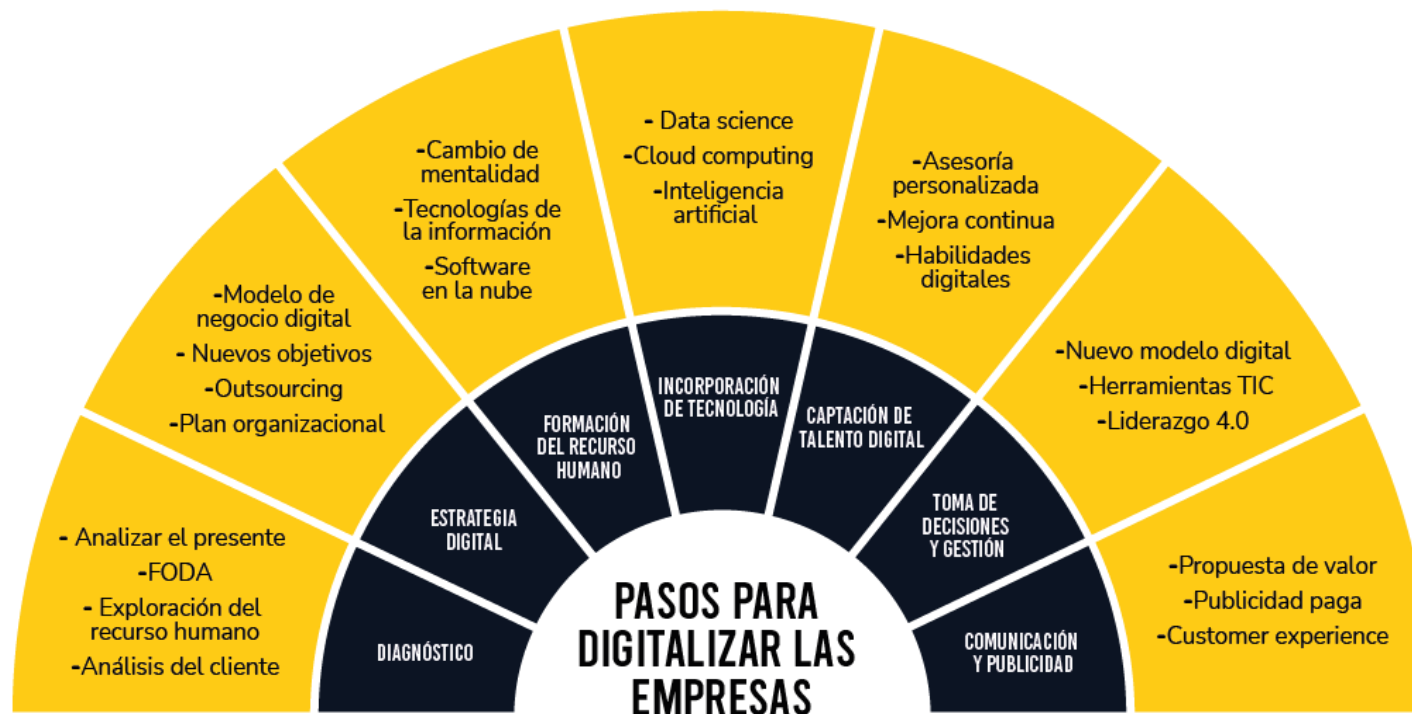 PASOS PARA
DIGITALIZAR LAS
EMPRESAS
DIAGNÓSTICO
- Analizar el presente
-FODA
- Exploración del
recurso humano
-Análisis del cliente
ESTRATEGIA
DIGITAL
-Modelo de
negocio digital
- Nuevos objetivos
-Outsourcing
-Plan organizacional
FORMACIÓN
DEL RECURSO
HUMANO
-Cambio de
mentalidad
-Tecnologías de
la información
-Software
en la nube
INCORPORACIÓN
DE TECNOLOGÍA
- Data science
-Cloud computing
-Inteligencia
artificial
CAPTACIÓN DE
TALENTO DIGITAL
-Asesoría
personalizada
-Mejora continua
-Habilidades
digitales
TOMA DE
DECISIONES
Y GESTIÓN
-Nuevo modelo digital
-Herramientas TIC
-Liderazgo 4.0
COMUNICACIÓN
Y PUBLICIDAD
-Propuesta de valor
-Publicidad paga
-Customer experience